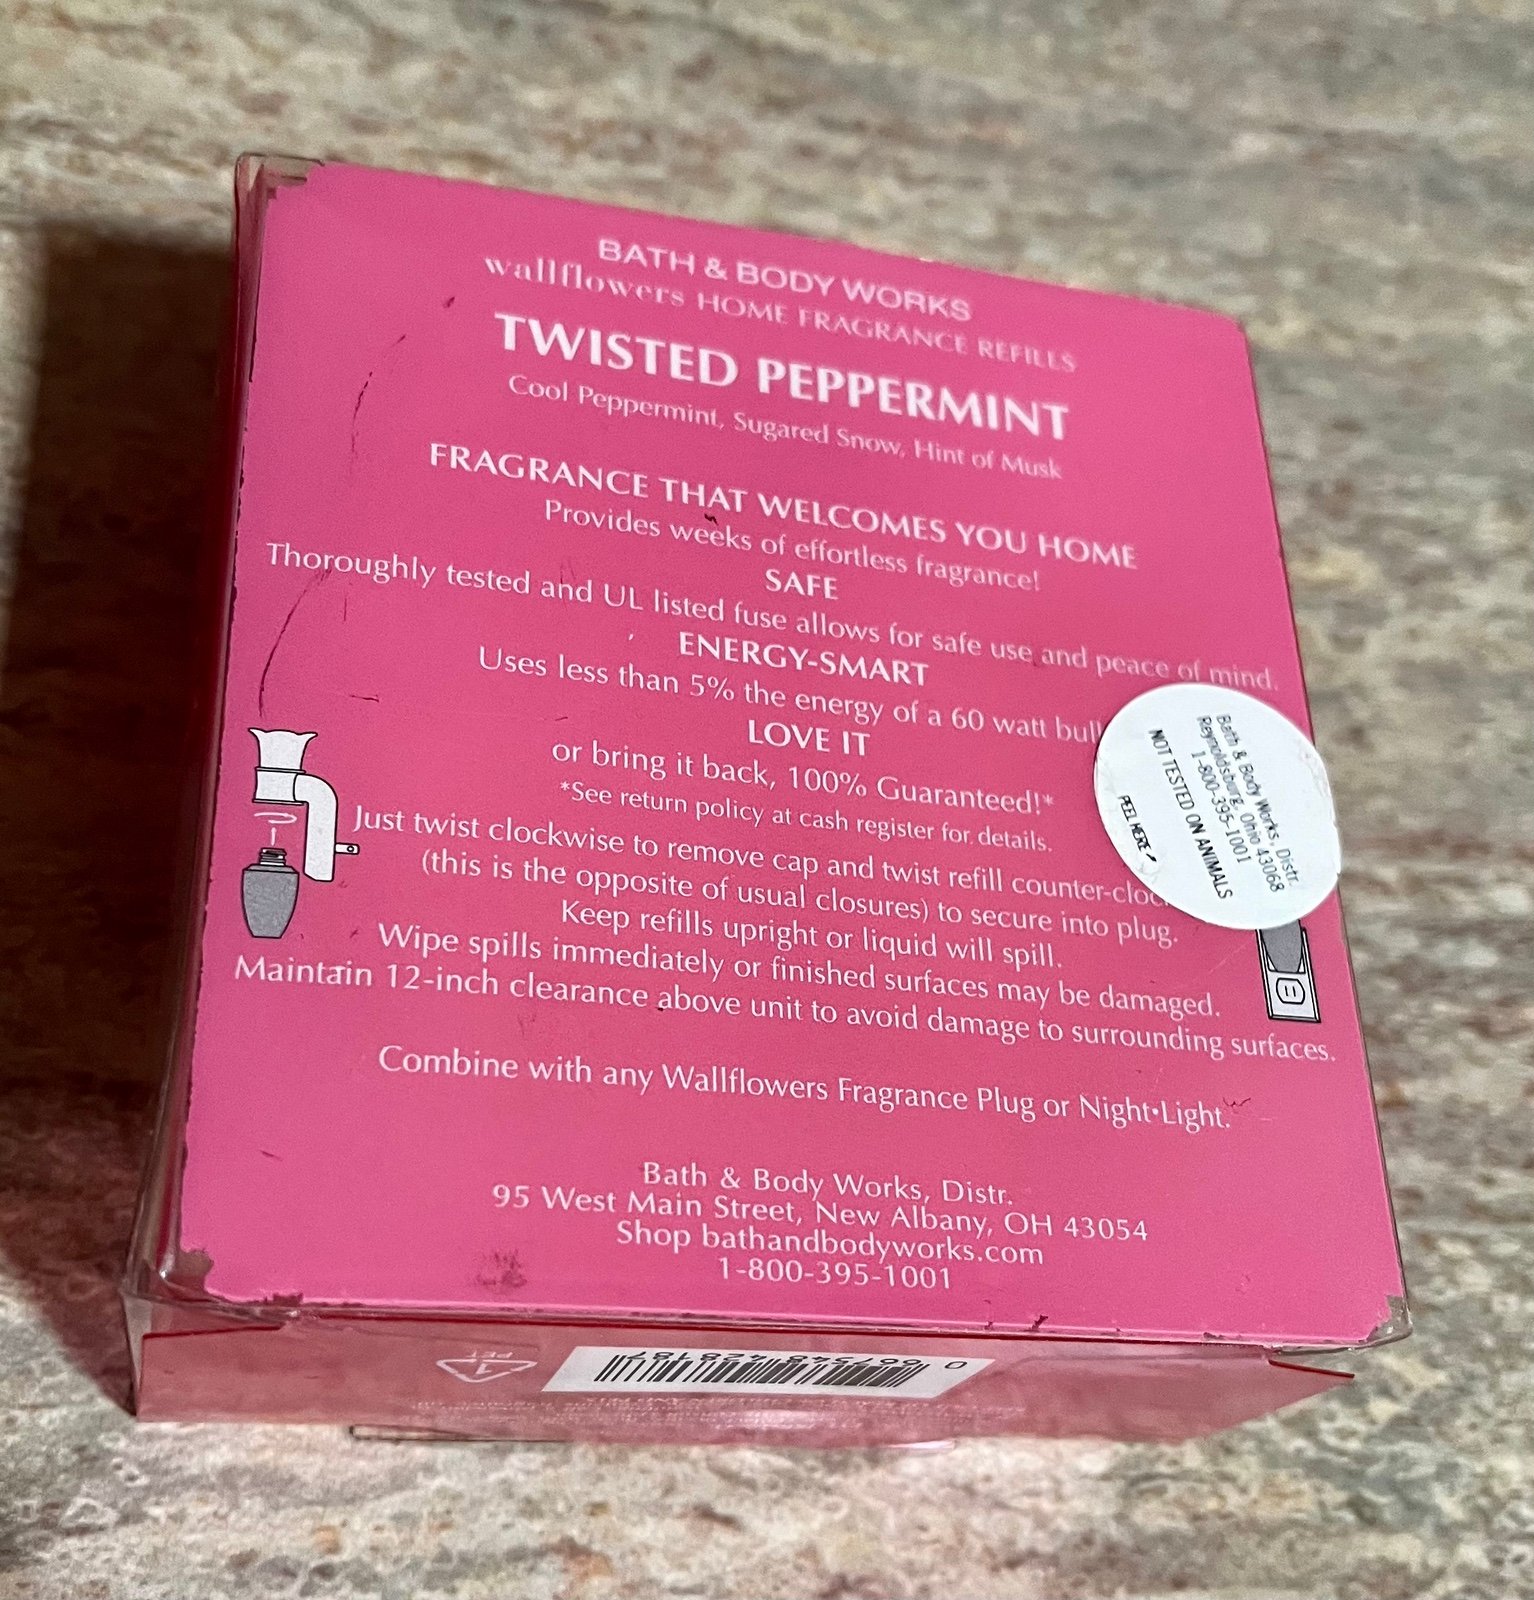 BATH & BODY WORKS
wallflowers HOME FRAGRANCE REFILLS
TWISTED PEPPERMINT
Cool Peppermint, Sugared Snow, Hint of Musk
FRAGRANCE THAT WELCOMES YOU HOME
Provides weeks of effortless fragrance!
SAFE
Thoroughly tested and UL listed fuse allows for safe use and peace of mind.
ENERGY-SMART
Uses less than 5% the energy of a 60 watt
LOVE IT
or bring it back, 100% Guaranteed!*
*See return policy at cash register for details.
Just twist clockwise to remove cap and twist refill
(this is the opposite of usual closures) to secure into plug.
Keep refills upright or liquid will spill.
Wipe spills immediately or finished surfaces may be damaged.
Maintain 12-inch clearance above unit to avoid damage to surrounding surfaces.
Combine with any Wallflowers Fragrance Plug or Night•Light.
Bath & Body Works, Distr.
95 West Main Street, New Albany, OH 43054
Shop bathandbodyworks.com
1-800-395-1001
Bath & Body Works, Distr.
Reynoldsburg, Ohio 43068
1-800-395-1001
NOT TESTED ON ANIMALS
PEEL HERE
1
PET